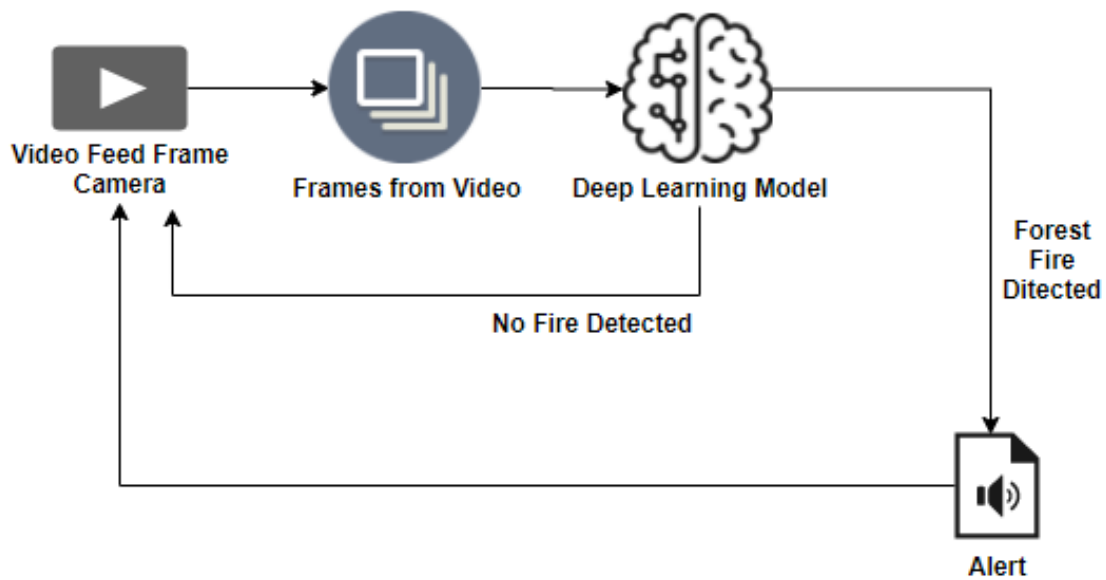 Video Feed Frame
Camera
Frames from Video
Deep Learning Model
Forest
Fire
Ditected
No Fire Detected
Alert